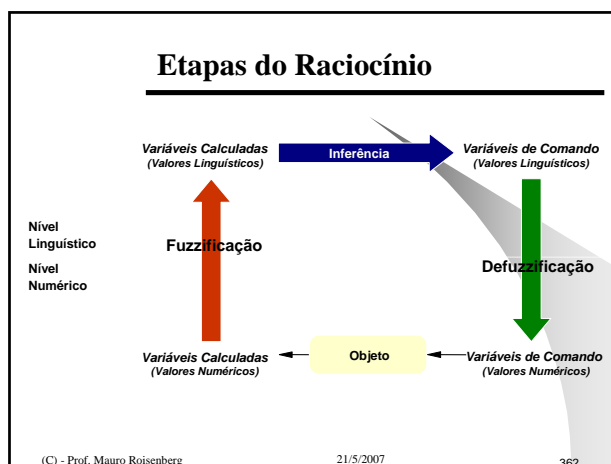 Etapas do Raciocínio
Variáveis Calculadas
(Valores Linguísticos)
Inferência
Variáveis de Comando
(Valores Linguísticos)
Nível
Linguístico
Nível
Numérico
Fuzzificação
Defuzzificação
Variáveis Calculadas
(Valores Numéricos)
Objeto
Variáveis de Comando
(Valores Numéricos)
(C) - Prof. Mauro Roisenberg
21/5/2007
362